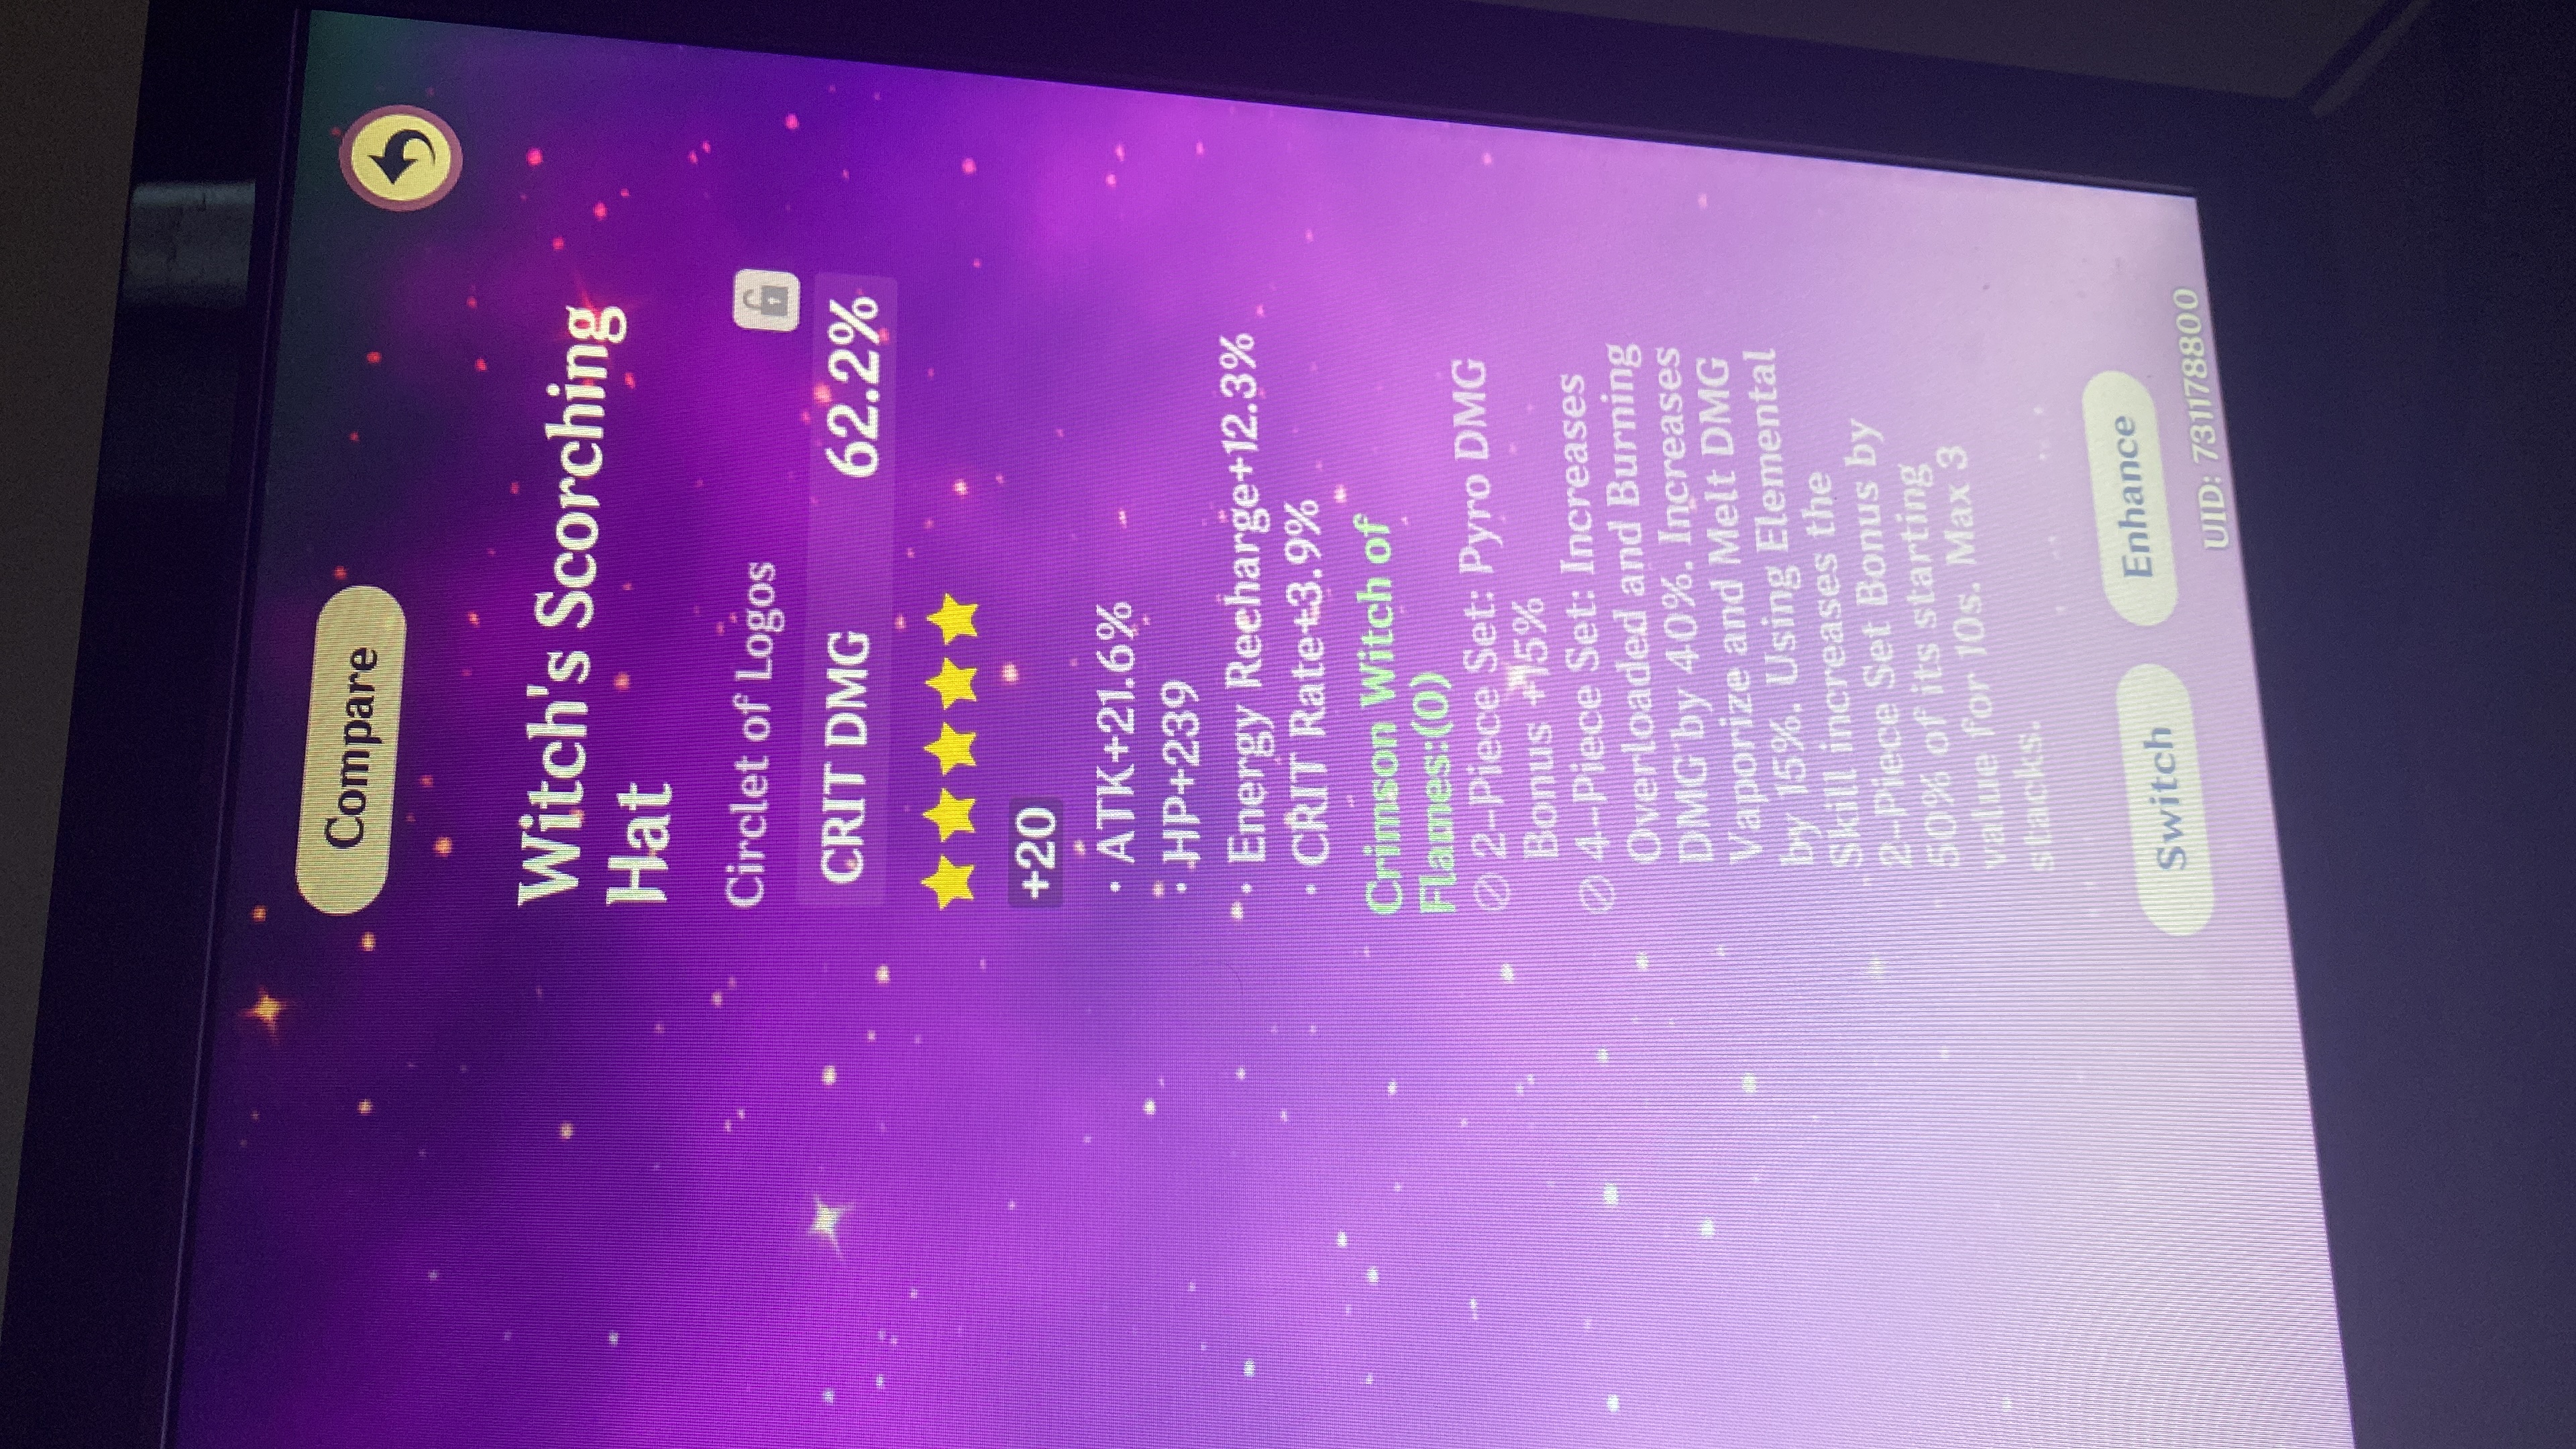 Compare
Witch's Scorching
Hat
Circlet of Logos
CRIT DMG 62.2%
+20
· ATK+21.6%
· HP+239
· Energy Recharge+12.3%
· CRIT Rate+3.9%
Crimson Witch of
Flames:(0)
2-Piece Set: Pyro DMG
Bonus +15%
4-Piece Set: Increases
Overloaded and Burning
DMG by 40%. Increases
Vaporize and Melt DMG
by 15%. Using Elemental
Skill increases the
2-Piece Set Bonus by
50% of its starting
value for 10s. Max 3
stacks.
Switch
Enhance
UID: 731178800